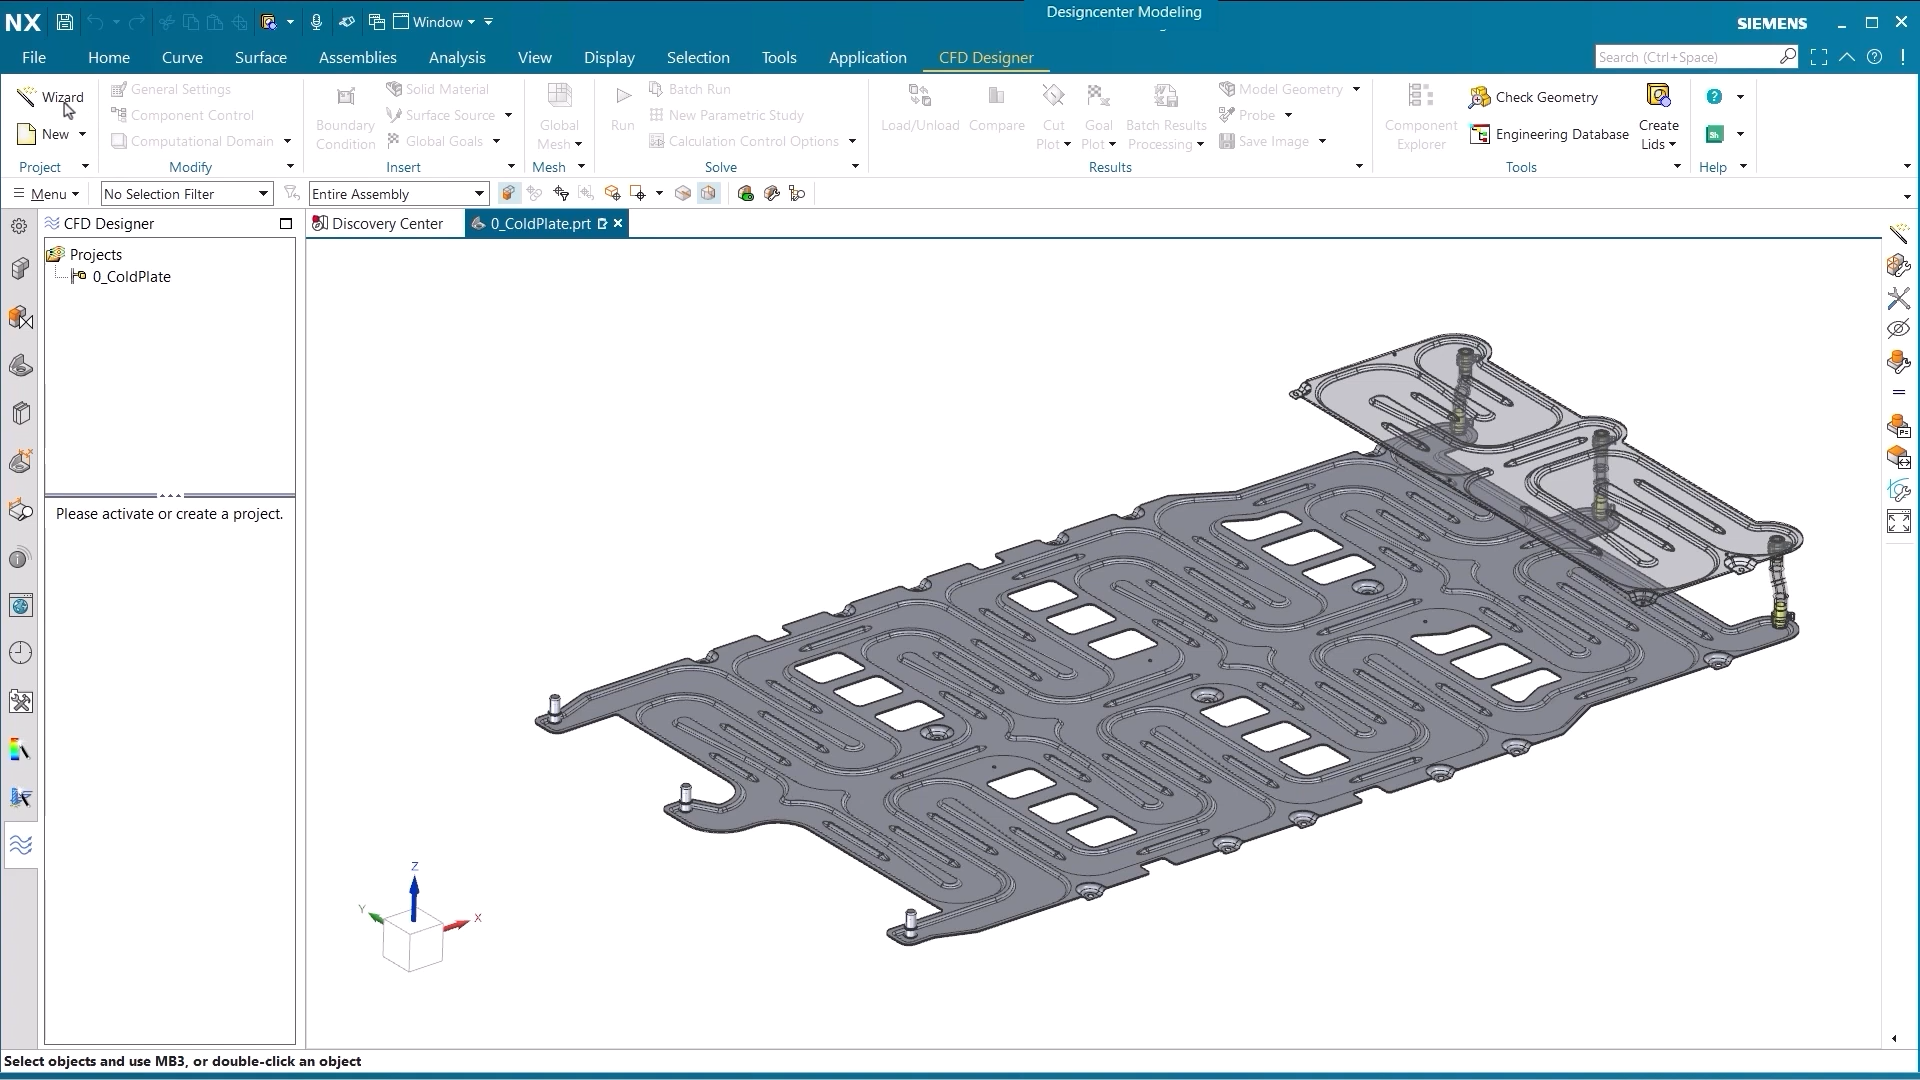 NX
Window
Designcenter Modeling
SIEMENS
File Home Curve Surface Assemblies Analysis View Display Selection Tools Application CFD Designer
Search (Ctrl+Space)
Wizard
New
Project
General Settings
Component Control
Computational Domain
Modify
Boundary
Condition
Solid Material
Surface Source
Global Goals
Insert
Global
Mesh
Mesh
Run
Batch Run
New Parametric Study
Calculation Control Options
Solve
Load/Unload
Compare
Cut
Plot
Goal
Plot
Batch Results
Processing
Model Geometry
Probe
Save Image
Results
Component
Explorer
Check Geometry
Engineering Database
Create
Lids
Tools
Help
Menu
No Selection Filter
Entire Assembly
CFD Designer
Discovery Center
0_ColdPlate.prt
Projects
0_ColdPlate
Please activate or create a project.
Z
Y
X
Select objects and use MB3, or double-click an object